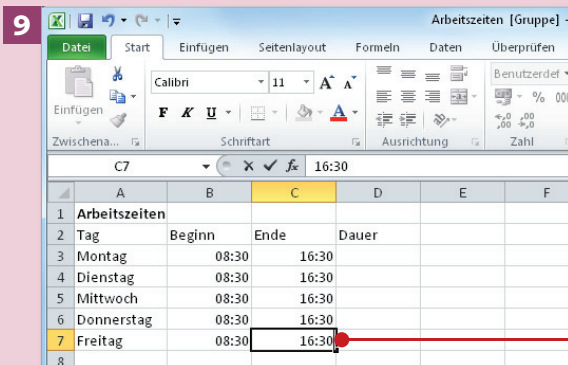 9
Arbeitszeiten [Gruppe] -
Datei Start Einfügen Seitenlayout Formeln Daten Überprüfen
Calibri 11 A A Benutzerdef
Einfügen F K U A % 000
Zwischena... Schriftart Ausrichtung Zahl
C7 fx 16:30
A B C D E F
1 Arbeitszeiten
2 Tag Beginn Ende Dauer
3 Montag 08:30 16:30
4 Dienstag 08:30 16:30
5 Mittwoch 08:30 16:30
6 Donnerstag 08:30 16:30
7 Freitag 08:30 16:30
8